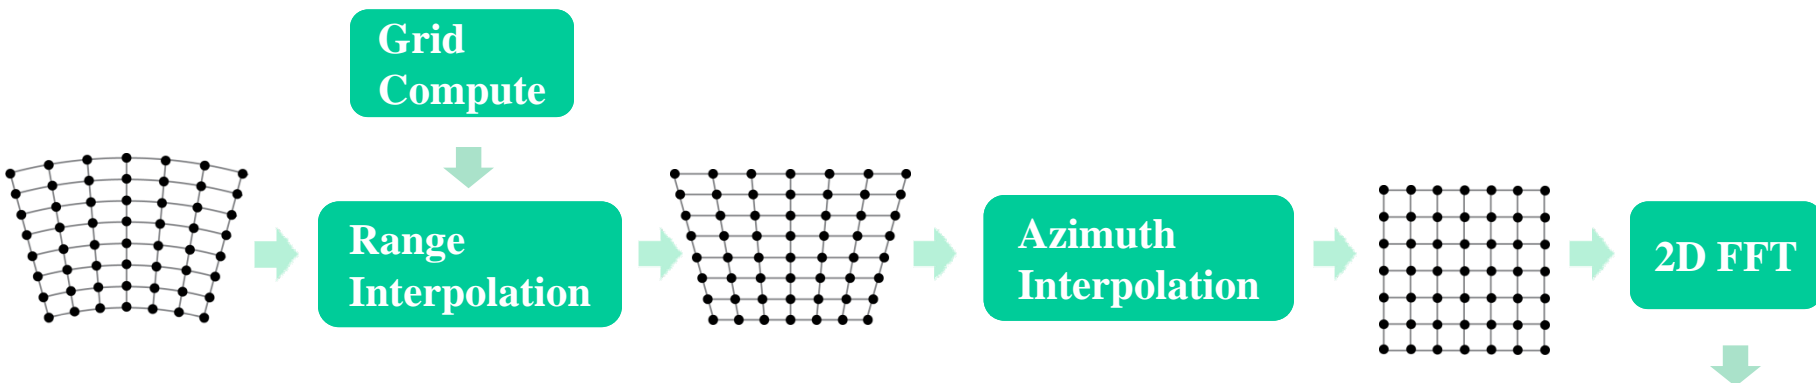 Grid
Compute
Range
Interpolation
Azimuth
Interpolation
2D FFT